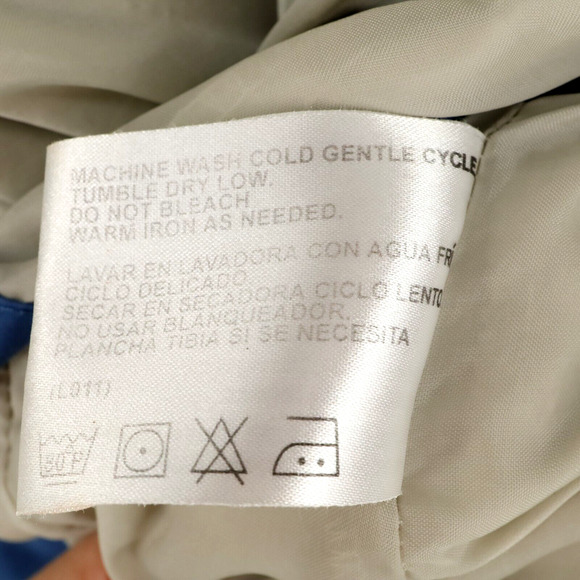 MACHINE WASH COLD GENTLE CYCLE
TUMBLE DRY LOW.
DO NOT BLEACH
WARM IRON AS NEEDED.
LAVAR EN LAVADORA CON AGUA FRÍ
CICLO DELICADO.
SECAR EN SECADORA CICLO LENTO
NO USAR BLANQUEADOR.
PLANCHA TIBIA SI SE NECESITA
(L011)
80°F